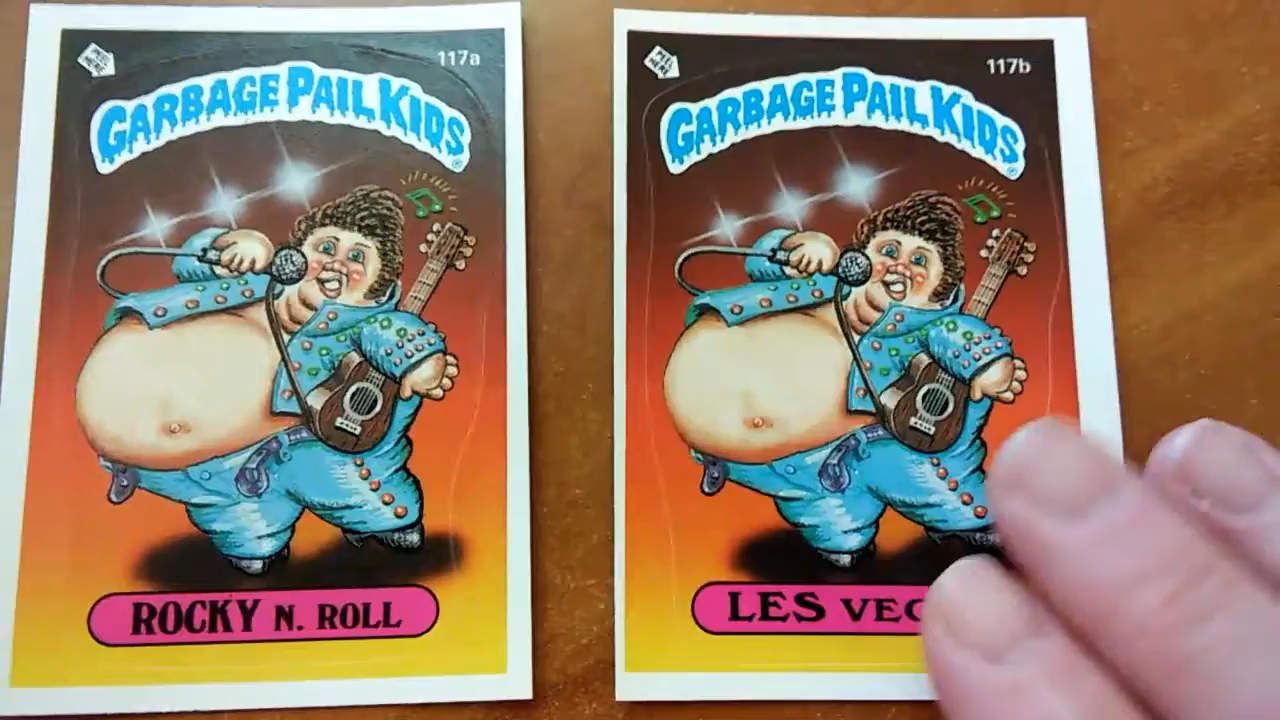 117a
GARBAGE PAIL KIDS
ROCKY N. ROLL
117b
GARBAGE PAIL KIDS
LES VEG